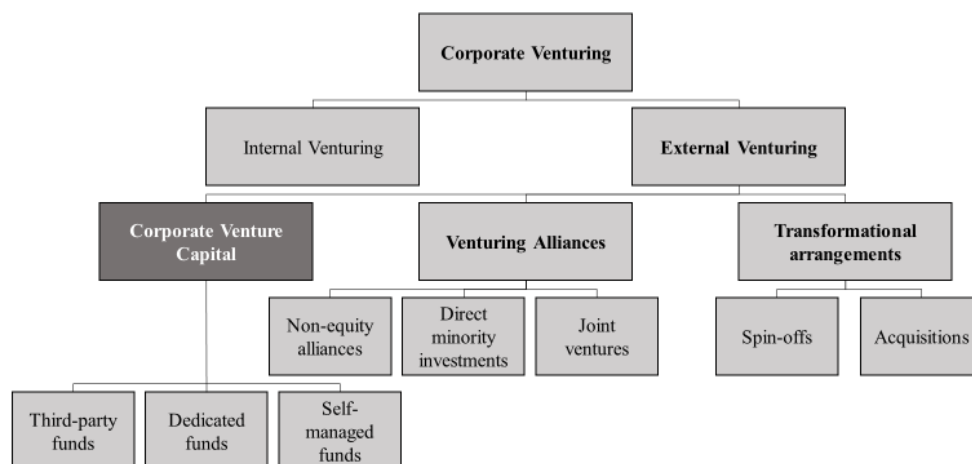 Corporate Venturing
Internal Venturing
External Venturing
Corporate Venture
Capital
Venturing Alliances
Transformational
arrangements
Non-equity
alliances
Direct
minority
investments
Joint
ventures
Spin-offs
Acquisitions
Third-party
funds
Dedicated
funds
Self-
managed
funds